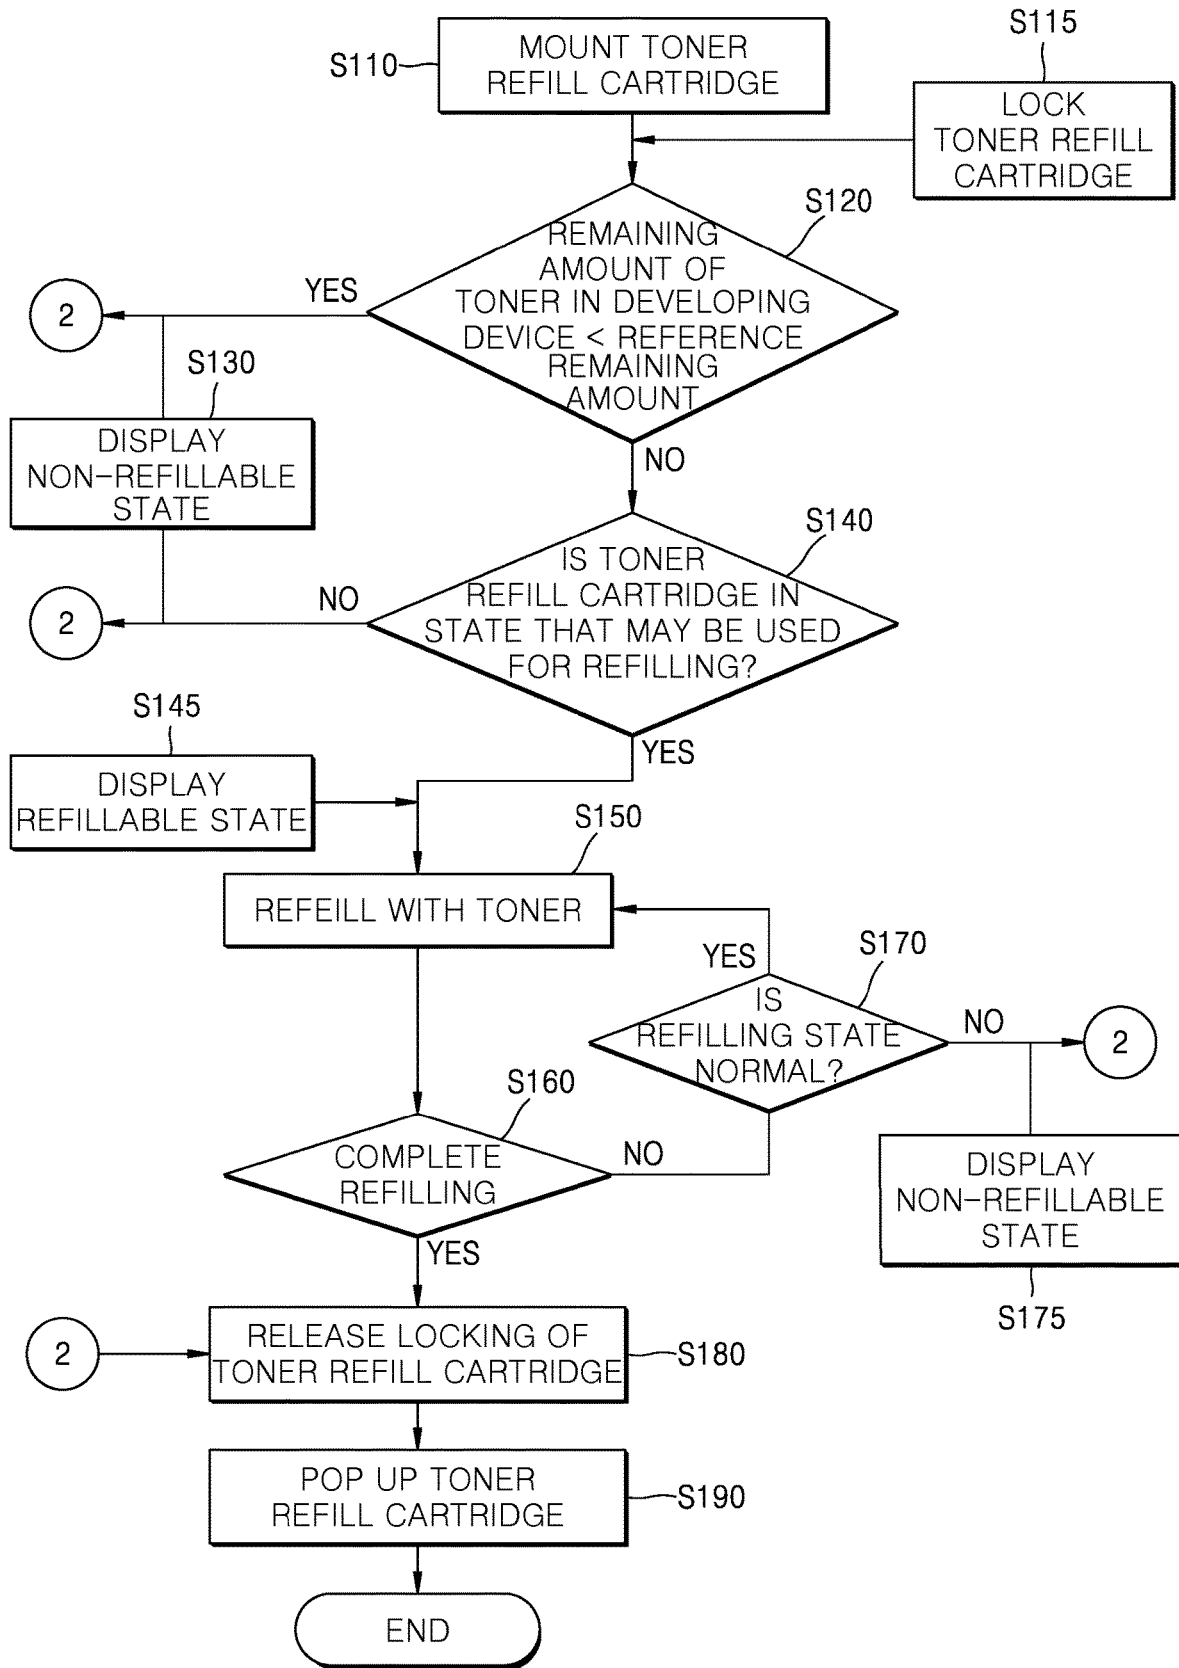 S110
MOUNT TONER
REFILL CARTRIDGE
S115
LOCK
TONER REFILL
CARTRIDGE
S120
REMAINING
AMOUNT OF
TONER IN DEVELOPING
DEVICE < REFERENCE
REMAINING
AMOUNT
YES
2
S130
DISPLAY
NON-REFILLABLE
STATE
NO
S140
IS TONER
REFILL CARTRIDGE IN
STATE THAT MAY BE USED
FOR REFILLING?
NO
2
YES
S145
DISPLAY
REFILLABLE STATE
S150
REFEILL WITH TONER
YES
S170
IS
REFILLING STATE
NORMAL?
NO
2
S160
COMPLETE
REFILLING
NO
DISPLAY
NON-REFILLABLE
STATE
S175
YES
2
RELEASE LOCKING OF
TONER REFILL CARTRIDGE
S180
POP UP TONER
REFILL CARTRIDGE
S190
END